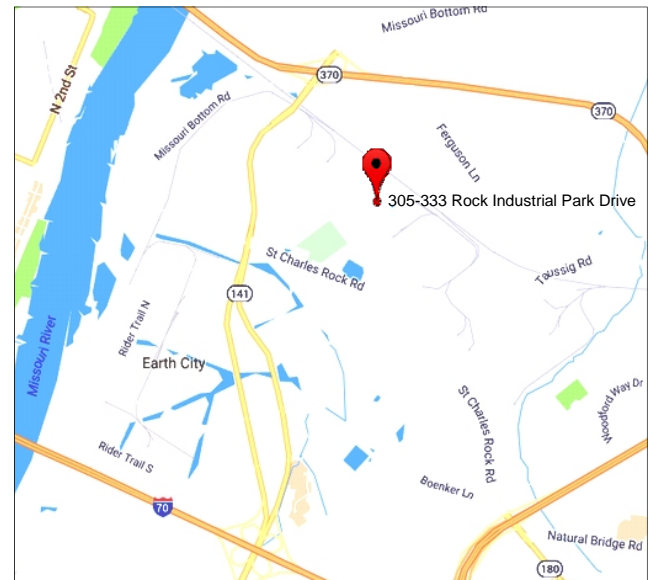 Missouri Bottom Rd
N 2nd St
370
370
Missouri Bottom Rd
Ferguson Ln
305-333 Rock Industrial Park Drive
St Charles Rock Rd
Taussig Rd
141
Rider Trail N
Missouri River
Earth City
St Charles Rock Rd
Woodford Way Dr
Rider Trail S
Boenker Ln
70
Natural Bridge Rd
180